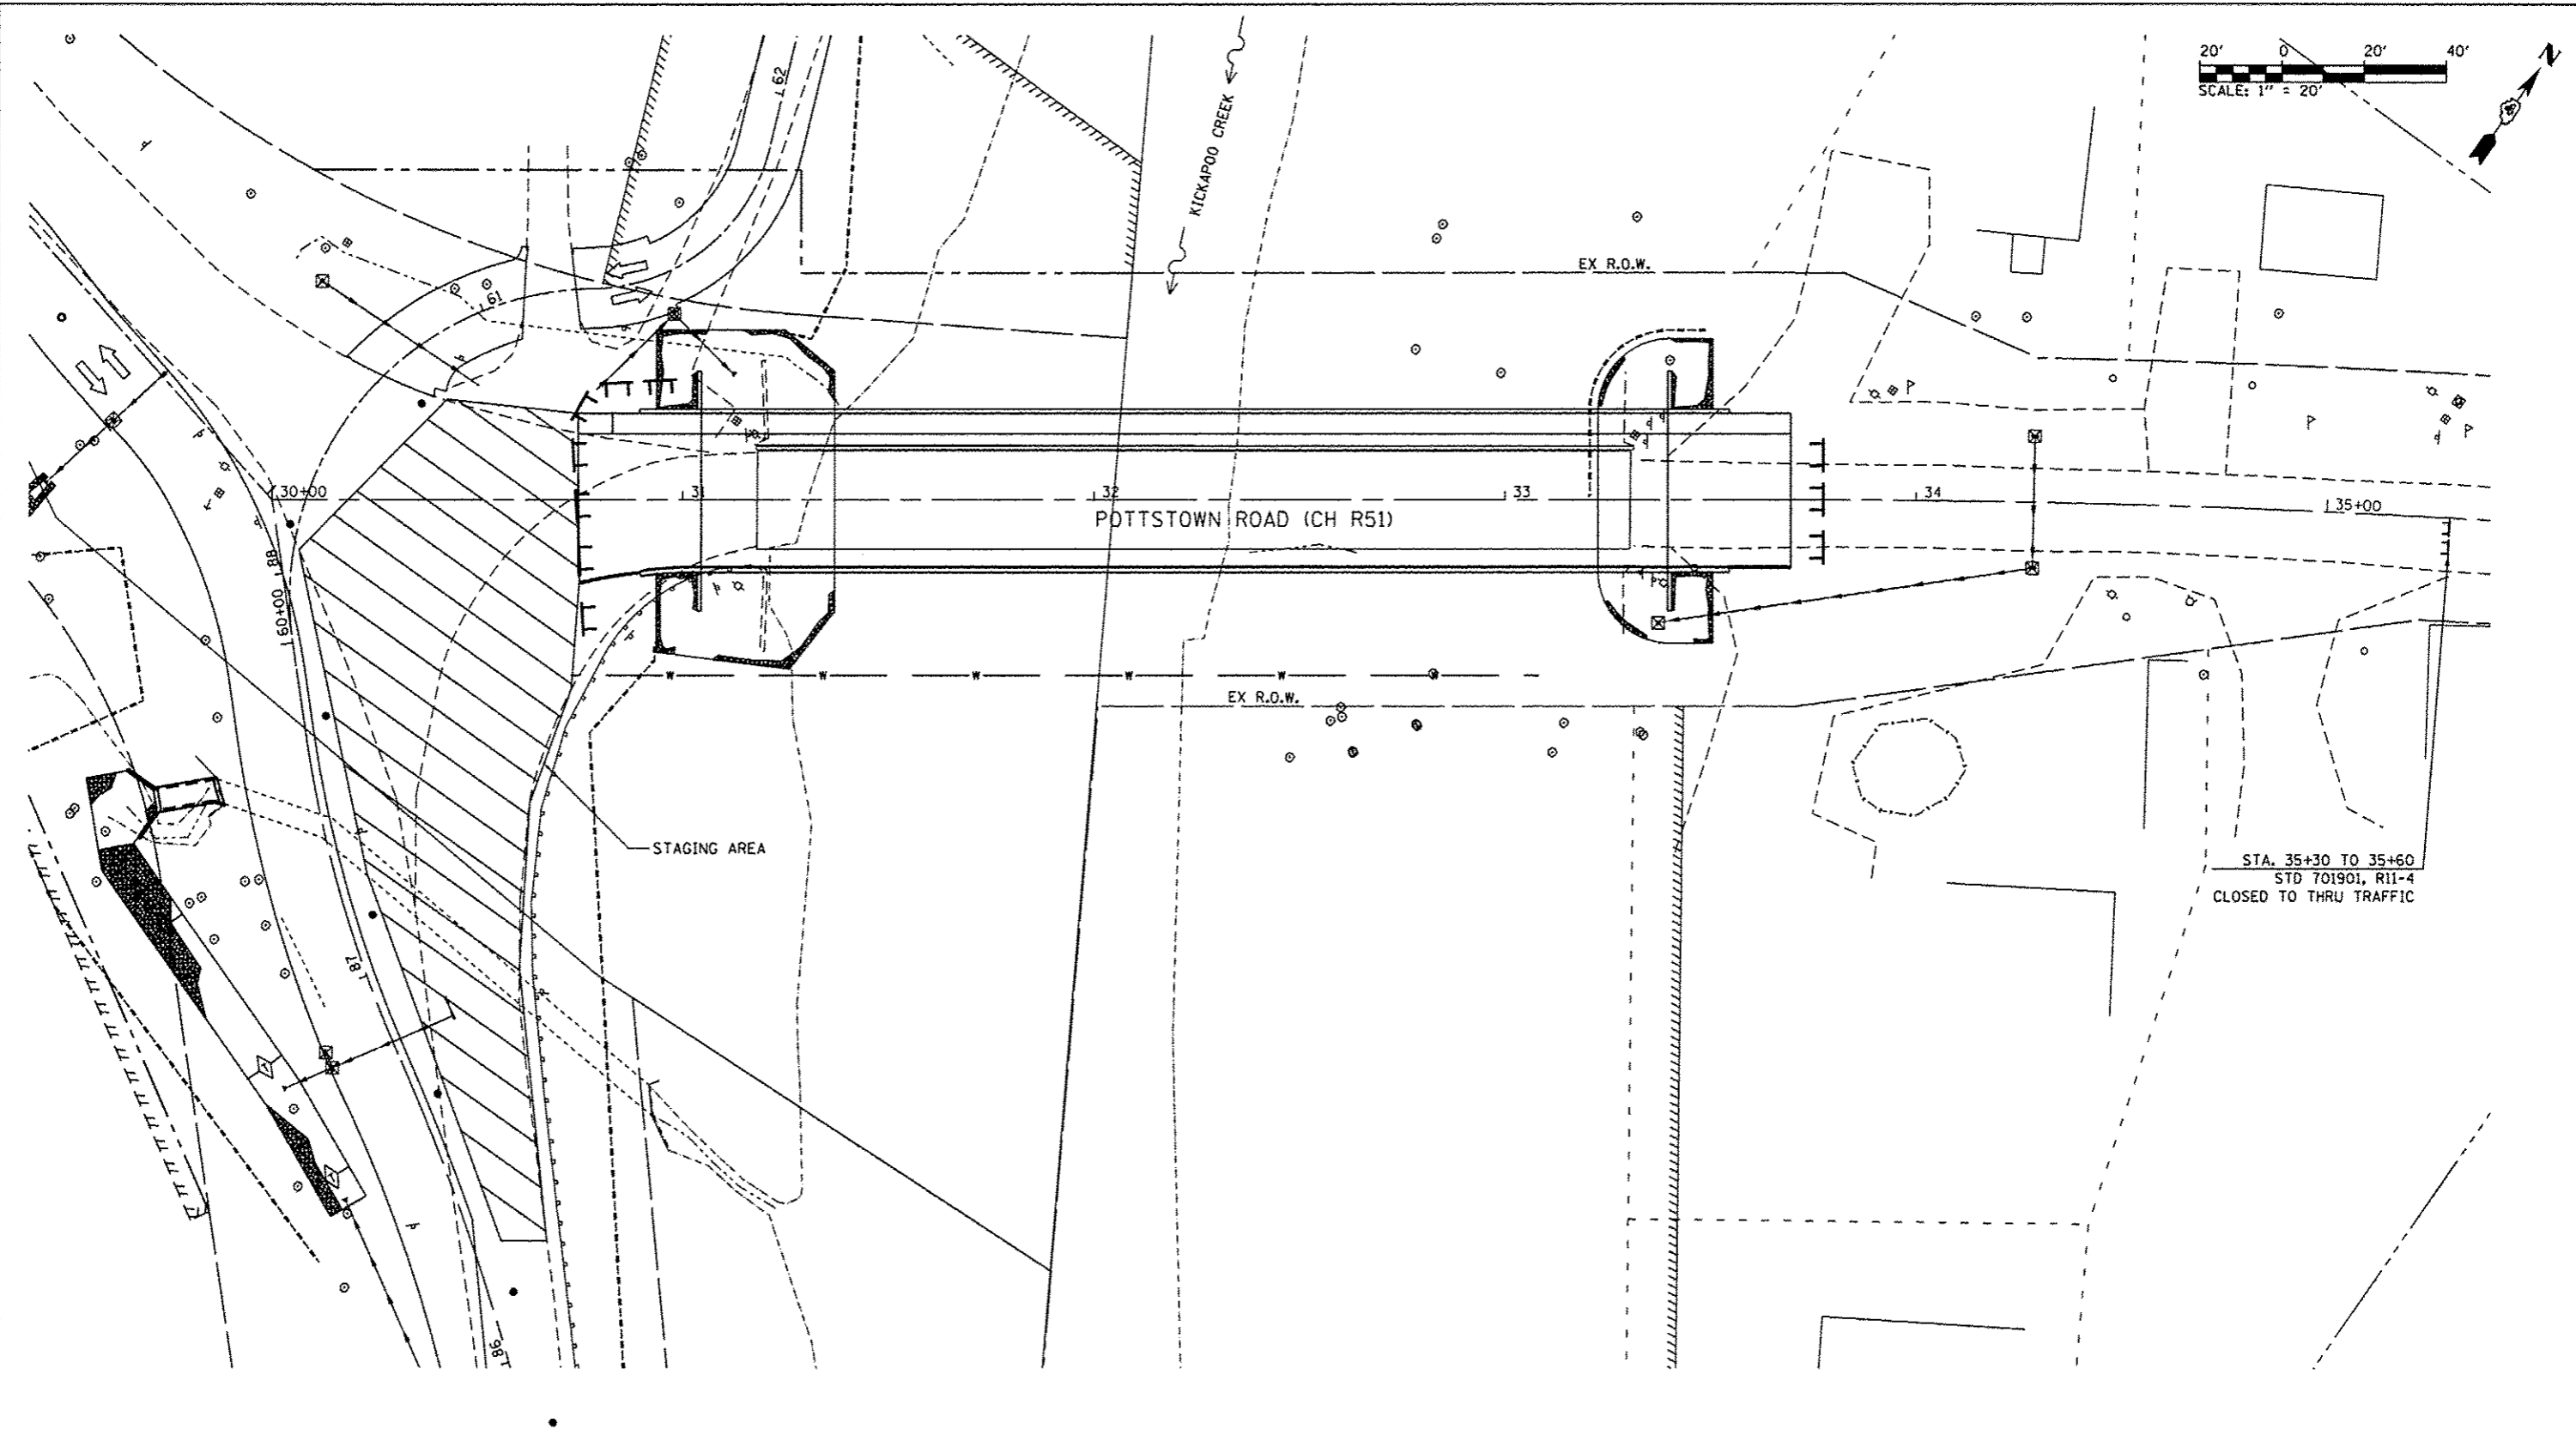 20' 0 20' 40'
SCALE: 1" = 20'
N
62
KICKAPOO CREEK
EX R.O.W.
61
30+00
31
32
33
34
35+00
POTTSTOWN ROAD (CH R51)
88
60+00
W W W W W W
EX R.O.W.
STAGING AREA
STA. 35+30 TO 35+60
STD 701901, R11-4
CLOSED TO THRU TRAFFIC
87
86